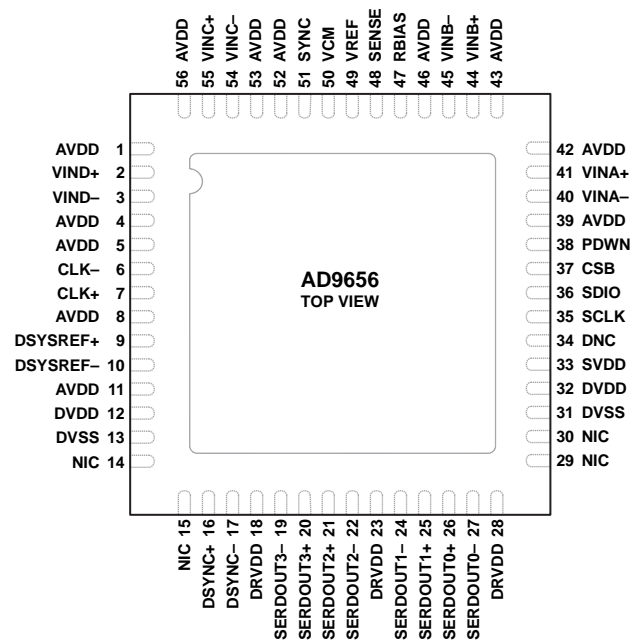 56 AVDD
55 VINC+
54 VINC–
53 AVDD
52 AVDD
51 SYNC
50 VCM
49 VREF
48 SENSE
47 RBIAS
46 AVDD
45 VINB–
44 VINB+
43 AVDD
AVDD 1
VIND+ 2
VIND– 3
AVDD 4
AVDD 5
CLK– 6
CLK+ 7
AVDD 8
DSYSREF+ 9
DSYSREF– 10
AVDD 11
DVDD 12
DVSS 13
NIC 14
AD9656
TOP VIEW
42 AVDD
41 VINA+
40 VINA–
39 AVDD
38 PDWN
37 CSB
36 SDIO
35 SCLK
34 DNC
33 SVDD
32 DVDD
31 DVSS
30 NIC
29 NIC
NIC 15
DSYNC+ 16
DSYNC– 17
DRVDD 18
SERDOUT3– 19
SERDOUT3+ 20
SERDOUT2+ 21
SERDOUT2– 22
DRVDD 23
SERDOUT1– 24
SERDOUT1+ 25
SERDOUT0+ 26
SERDOUT0– 27
DRVDD 28